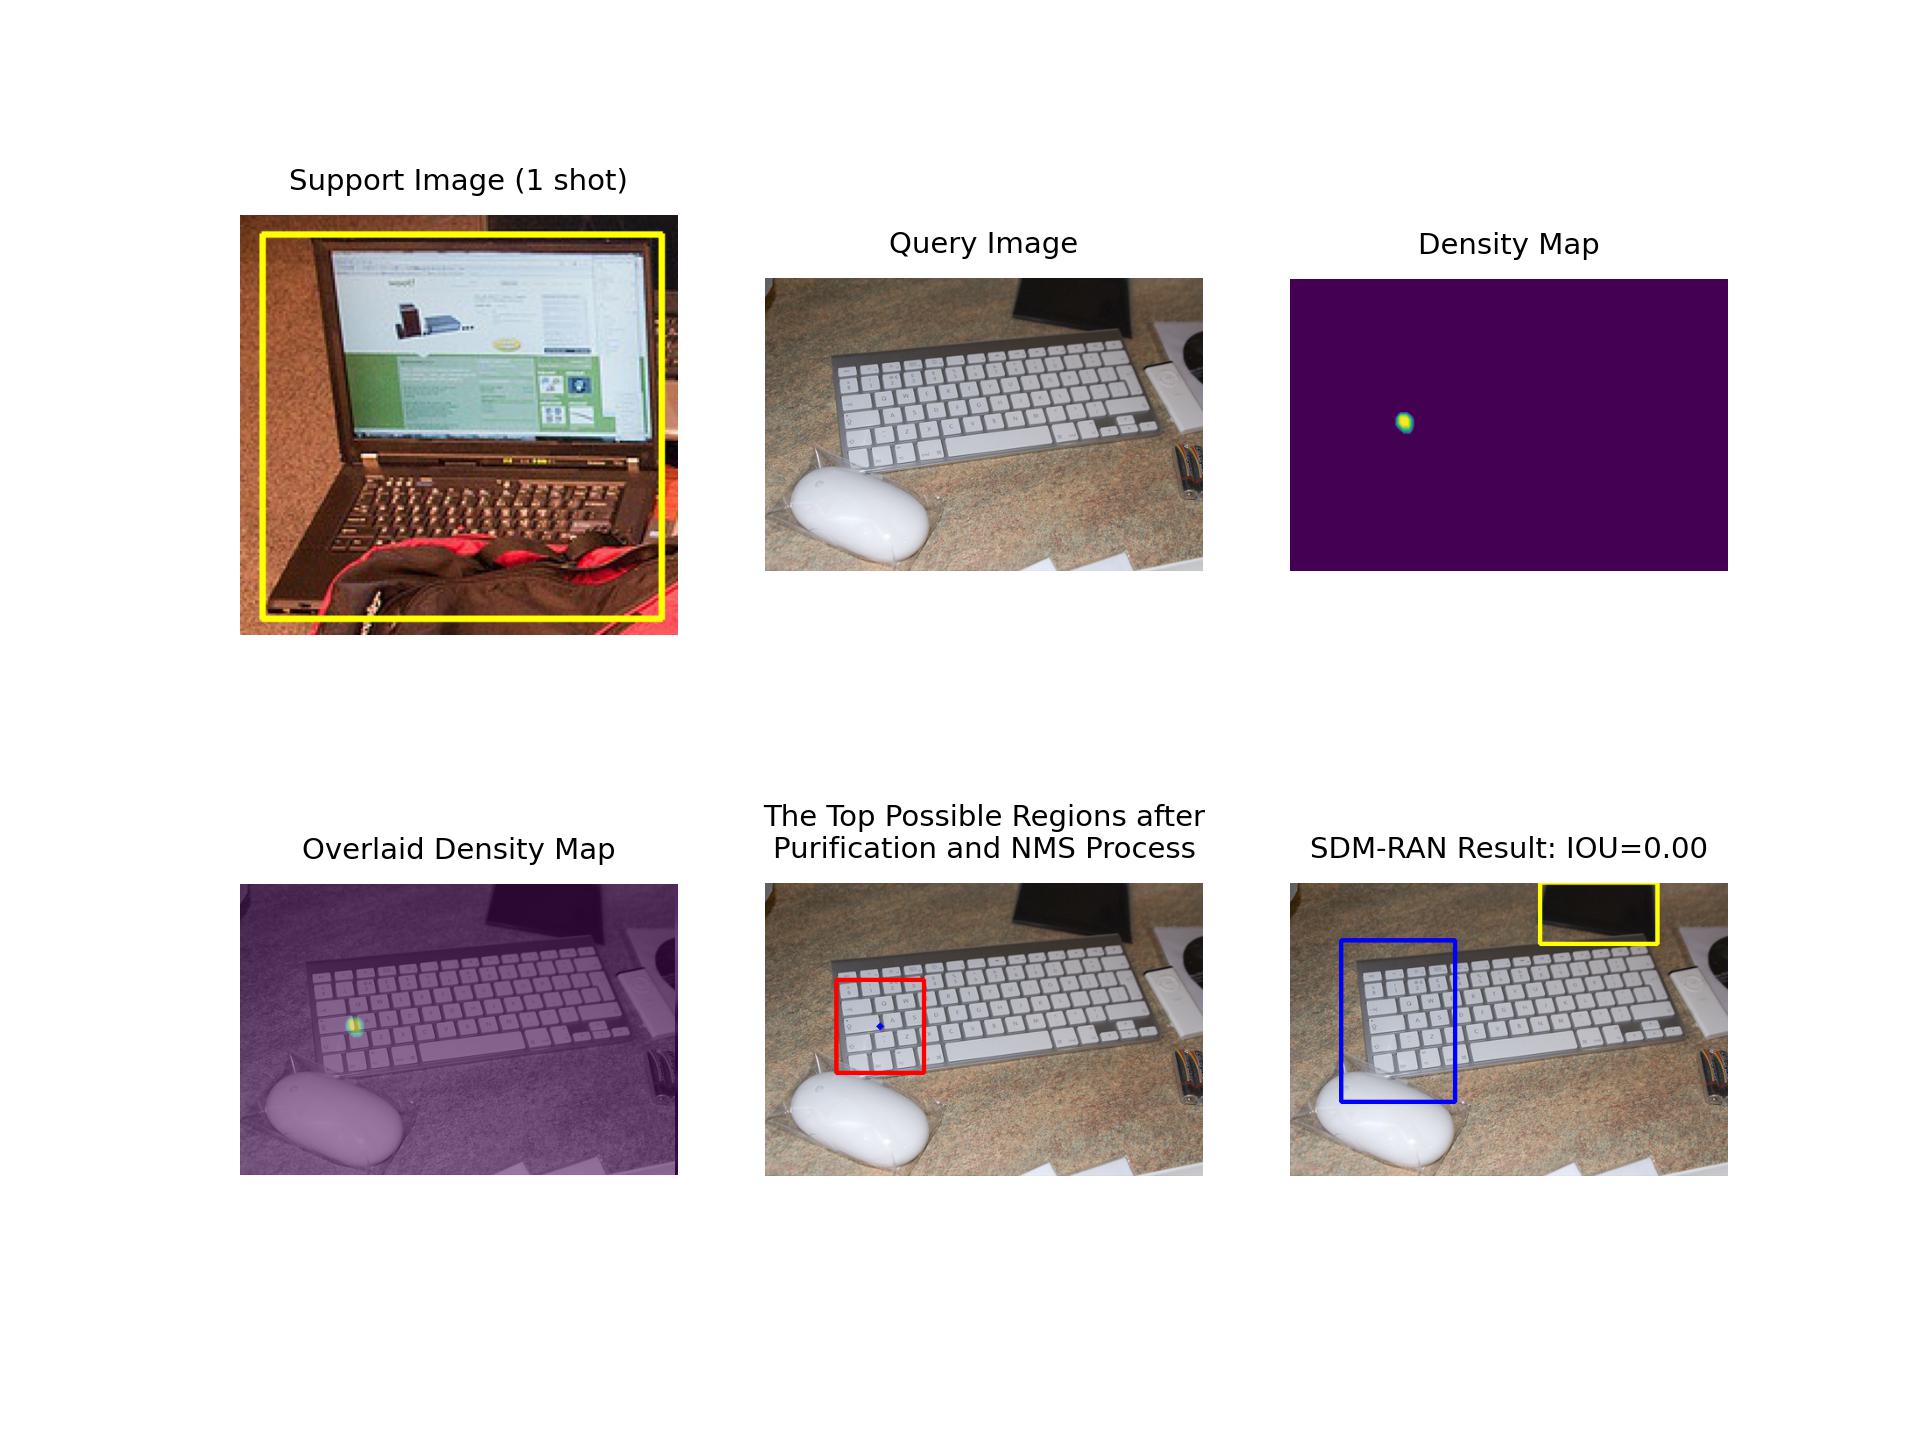 Support Image (1 shot)
Query Image
Density Map
Overlaid Density Map
The Top Possible Regions after
Purification and NMS Process
SDM-RAN Result: IOU=0.00